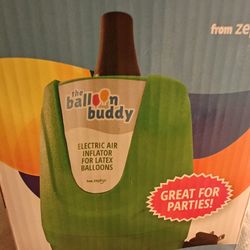 from ze
the
balloon
buddy
ELECTRIC AIR
INFLATOR
FOR LATEX
BALLOONS
GREAT FOR
PARTIES!